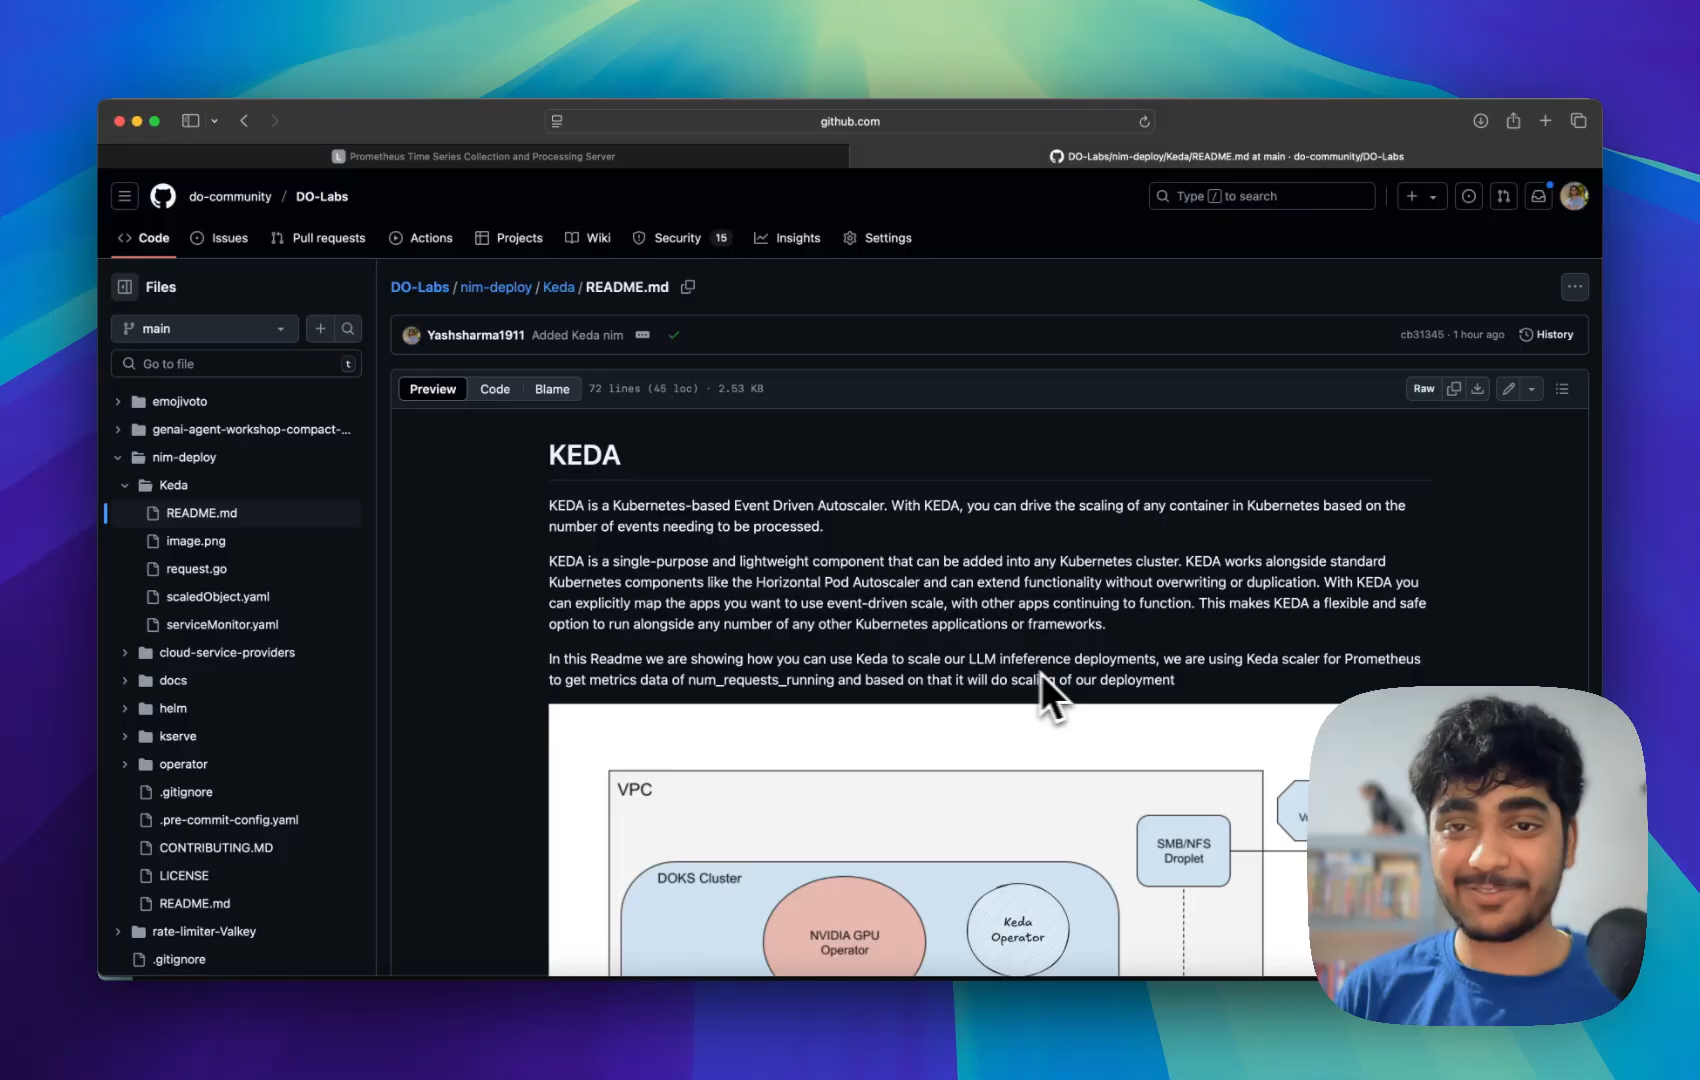 github.com
L Prometheus Time Series Collection and Processing Server
DO-Labs/nim-deploy/Keda/README.md at main · do-community/DO-Labs
do-community / DO-Labs
Type / to search
Code
Issues
Pull requests
Actions
Projects
Wiki
Security 15
Insights
Settings
Files
main
Go to file
t
emojivoto
genai-agent-workshop-compact-...
nim-deploy
Keda
README.md
image.png
request.go
scaledObject.yaml
serviceMonitor.yaml
cloud-service-providers
docs
helm
kserve
operator
.gitignore
.pre-commit-config.yaml
CONTRIBUTING.MD
LICENSE
README.md
rate-limiter-Valkey
.gitignore
DO-Labs / nim-deploy / Keda / README.md
Yashsharma1911 Added Keda nim
cb31345 · 1 hour ago
History
Preview
Code
Blame
72 lines (45 loc) · 2.53 KB
Raw
KEDA
KEDA is a Kubernetes-based Event Driven Autoscaler. With KEDA, you can drive the scaling of any container in Kubernetes based on the
number of events needing to be processed.
KEDA is a single-purpose and lightweight component that can be added into any Kubernetes cluster. KEDA works alongside standard
Kubernetes components like the Horizontal Pod Autoscaler and can extend functionality without overwriting or duplication. With KEDA you
can explicitly map the apps you want to use event-driven scale, with other apps continuing to function. This makes KEDA a flexible and safe
option to run alongside any number of any other Kubernetes applications or frameworks.
In this Readme we are showing how you can use Keda to scale our LLM infeference deployments, we are using Keda scaler for Prometheus
to get metrics data of num_requests_running and based on that it will do scaling of our deployment
VPC
SMB/NFS
Droplet
DOKS Cluster
NVIDIA GPU
Operator
Keda
Operator